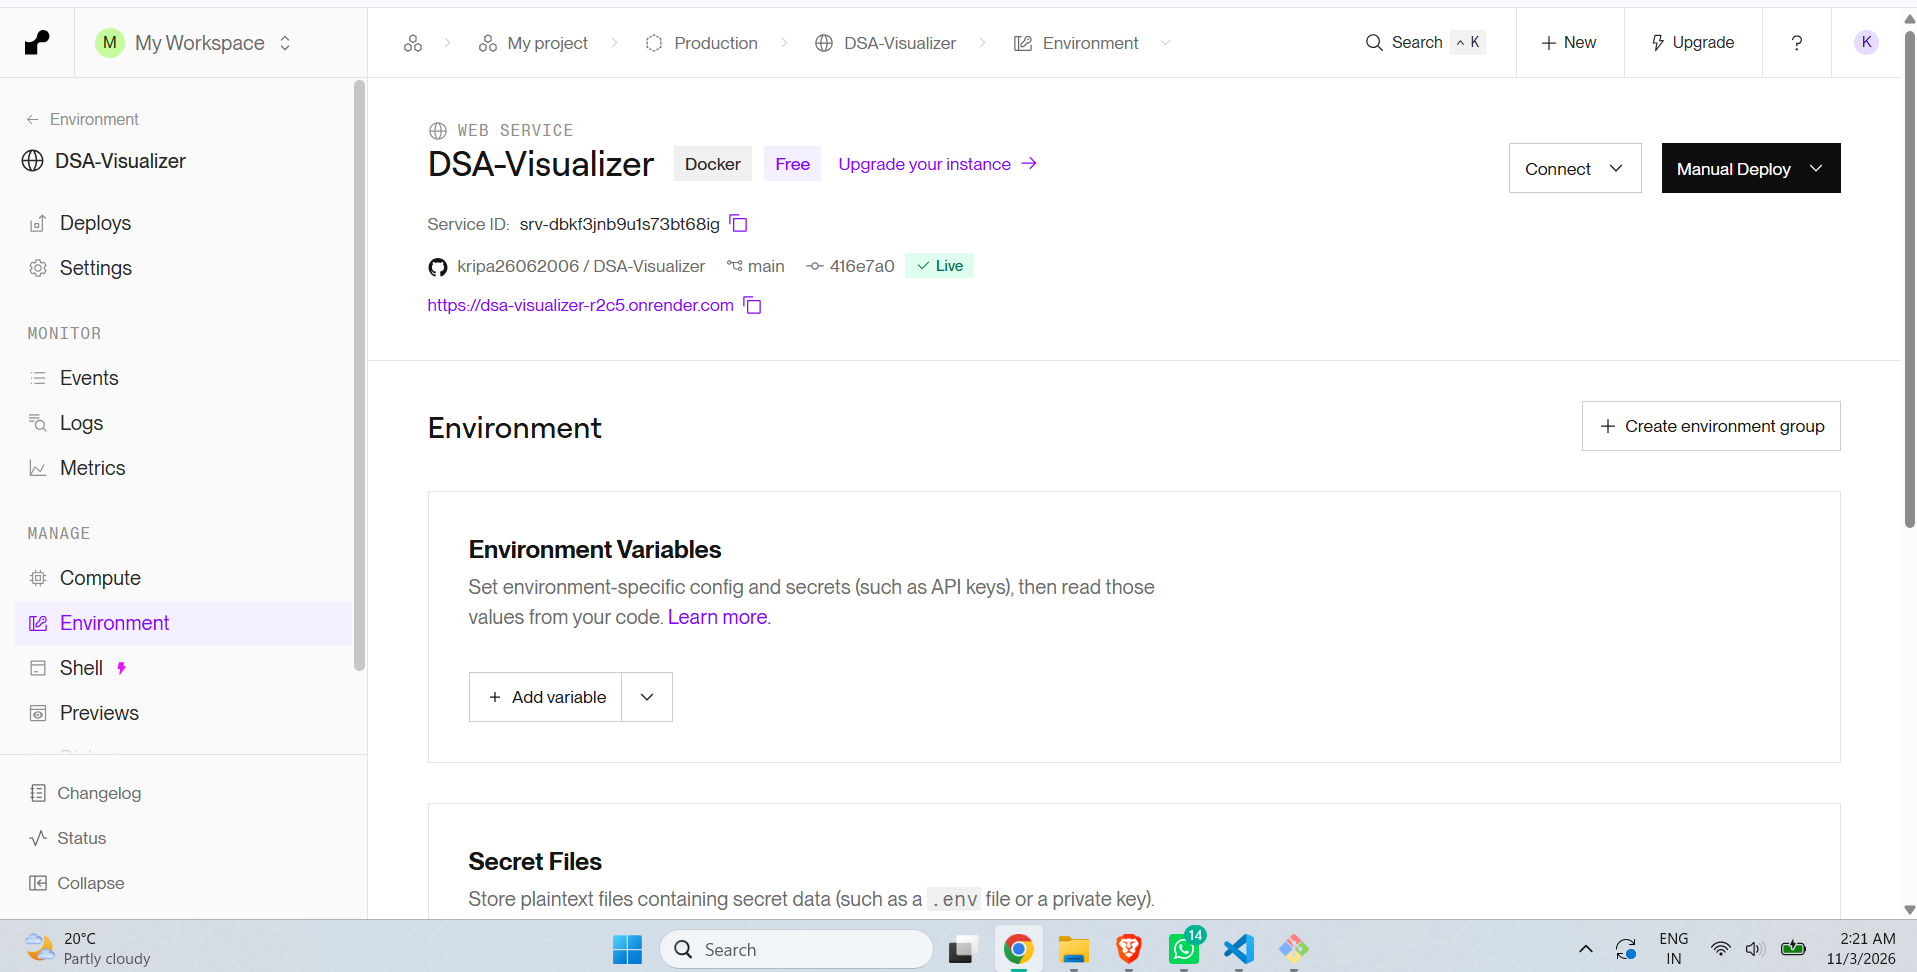 M My Workspace
My project
Production
DSA-Visualizer
Environment
Search ^ K
+ New
Upgrade
?
K
← Environment
DSA-Visualizer
Deploys
Settings
MONITOR
Events
Logs
Metrics
MANAGE
Compute
Environment
Shell
Previews
Changelog
Status
Collapse
WEB SERVICE
DSA-Visualizer Docker Free Upgrade your instance →
Connect
Manual Deploy
Service ID: srv-dbkf3jnb9u1s73bt68ig
kripa26062006 / DSA-Visualizer main 416e7a0 Live
https://dsa-visualizer-r2c5.onrender.com
Environment
+ Create environment group
Environment Variables
Set environment-specific config and secrets (such as API keys), then read those
values from your code. Learn more.
+ Add variable
Secret Files
Store plaintext files containing secret data (such as a .env file or a private key).
20°C
Partly cloudy
Search
14
ENG
IN
2:21 AM
11/3/2026